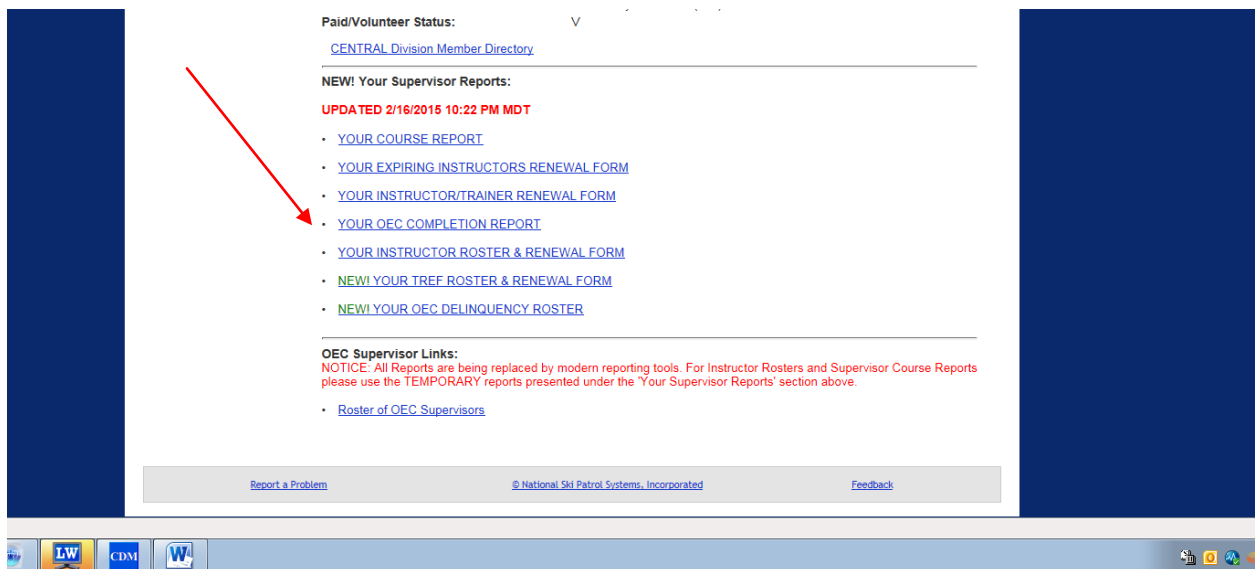 Paid/Volunteer Status: V
CENTRAL Division Member Directory
NEW! Your Supervisor Reports:
UPDATED 2/16/2015 10:22 PM MDT
• YOUR COURSE REPORT
• YOUR EXPIRING INSTRUCTORS RENEWAL FORM
• YOUR INSTRUCTOR/TRAINER RENEWAL FORM
• YOUR OEC COMPLETION REPORT
• YOUR INSTRUCTOR ROSTER & RENEWAL FORM
• NEW! YOUR TREF ROSTER & RENEWAL FORM
• NEW! YOUR OEC DELINQUENCY ROSTER
OEC Supervisor Links:
NOTICE: All Reports are being replaced by modern reporting tools. For Instructor Rosters and Supervisor Course Reports
please use the TEMPORARY reports presented under the 'Your Supervisor Reports' section above.
• Roster of OEC Supervisors
Report a Problem © National Ski Patrol Systems, Incorporated Feedback
LW CDM W